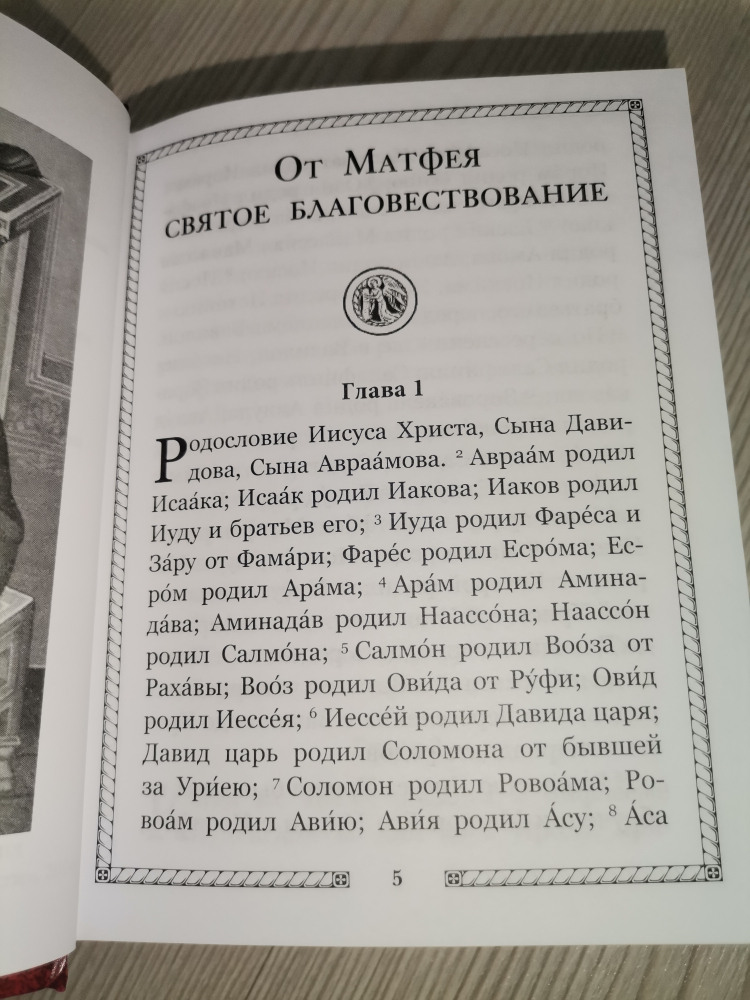 От Матфея
святое благовествование
Глава 1
Родословие Иисуса Христа, Сына Дави-
дова, Сына Авраа́мова. ² Авраа́м родил
Исаа́ка; Исаа́к родил Иакова; Иаков родил
Иуду и братьев его; ³ Иуда родил Фаре́са и
За́ру от Фама́ри; Фаре́с родил Есро́ма; Ес-
ро́м родил Ара́ма; ⁴ Ара́м родил Амина-
да́ва; Аминада́в родил Наассо́на; Наассо́н
родил Салмо́на; ⁵ Салмо́н родил Воо́за от
Раха́вы; Воо́з родил Ови́да от Ру́фи; Ови́д
родил Иессе́я; ⁶ Иессе́й родил Давида царя;
Давид царь родил Соломона от бывшей
за Ури́ею; ⁷ Соломон родил Ровоа́ма; Ро-
воа́м родил Ави́ю; Ави́я родил А́су; ⁸ А́са
5